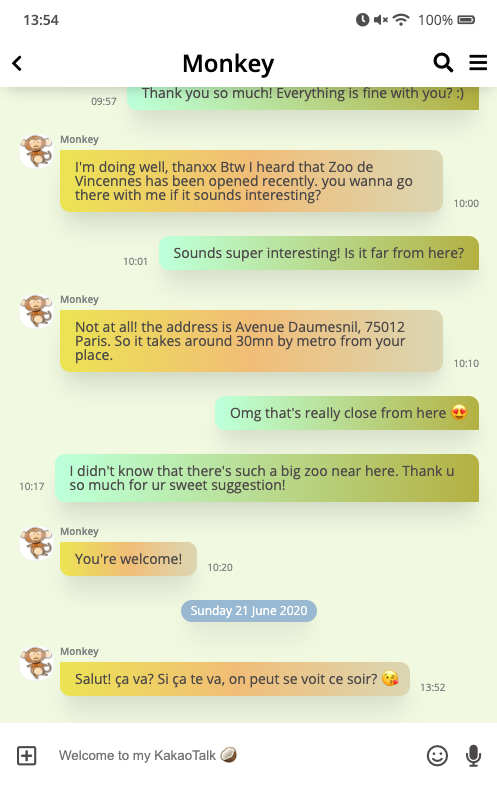 13:54
100%
Monkey
Thank you so much! Everything is fine with you? :)
09:57
Monkey
I'm doing well, thanxx Btw I heard that Zoo de
Vincennes has been opened recently. you wanna go
there with me if it sounds interesting?
10:00
Sounds super interesting! Is it far from here?
10:01
Monkey
Not at all! the address is Avenue Daumesnil, 75012
Paris. So it takes around 30mn by metro from your
place.
10:10
Omg that's really close from here 😍
I didn't know that there's such a big zoo near here. Thank u
so much for ur sweet suggestion!
10:17
Monkey
You're welcome!
10:20
Sunday 21 June 2020
Monkey
Salut! ça va? Si ça te va, on peut se voit ce soir? 😘
13:52
Welcome to my KakaoTalk 🥥